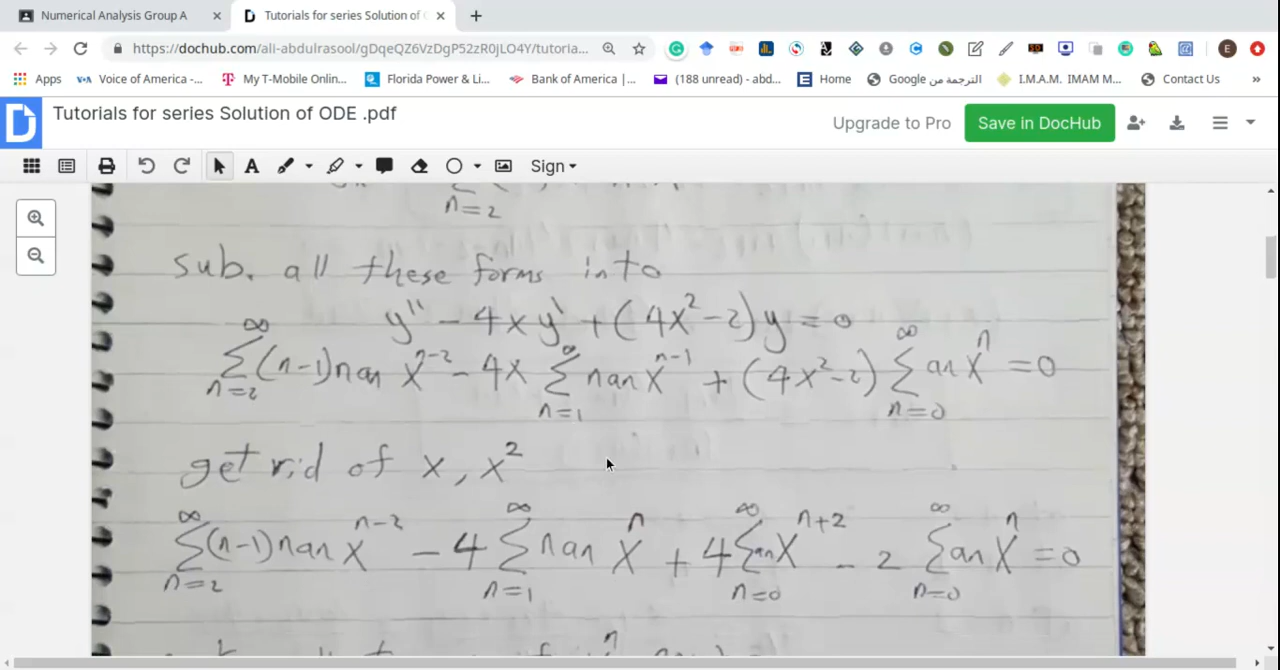 Numerical Analysis Group A
Tutorials for series Solution of
https://dochub.com/ali-abdulrasool/gDqeQZ6VzDgP52zR0jLO4Y/tutoria...
Apps Voice of America -... My T-Mobile Onlin... Florida Power & Li... Bank of America |... (188 unread) - abd... Home Google الترجمة من I.M.A.M. IMAM M... Contact Us »
Tutorials for series Solution of ODE .pdf
Upgrade to Pro Save in DocHub
A Sign
n=2
sub. all these forms into
y'' - 4xy' + (4x² - 2)y = 0
∑_{n=2}^{∞} (n-1)n an x^{n-2} - 4x ∑_{n=1}^{∞} n an x^{n-1} + (4x² - 2) ∑_{n=0}^{∞} an x^n = 0
get rid of x, x²
∑_{n=2}^{∞} (n-1)n an x^{n-2} - 4 ∑_{n=1}^{∞} n an x^n + 4 ∑_{n=0}^{∞} an x^{n+2} - 2 ∑_{n=0}^{∞} an x^n = 0